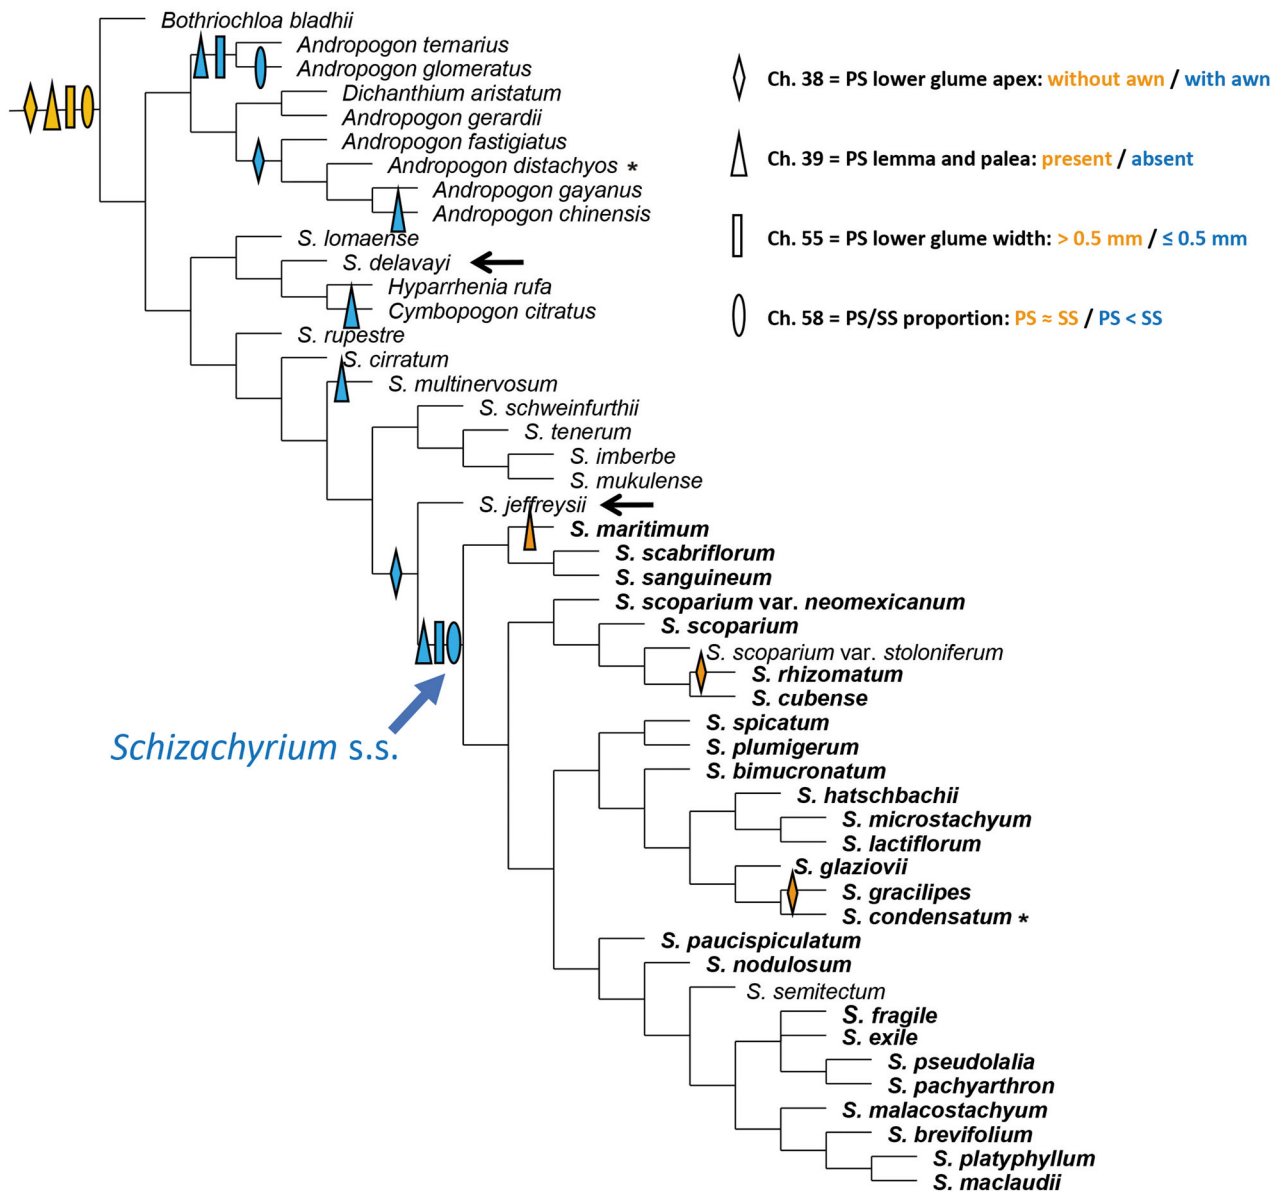 Bothriochloa bladhii
Andropogon ternarius
Andropogon glomeratus
Dichanthium aristatum
Andropogon gerardii
Andropogon fastigiatus
Andropogon distachyos *
Andropogon gayanus
Andropogon chinensis
S. lomaense
S. delavayi
Hyparrhenia rufa
Cymbopogon citratus
S. rupestre
S. cirratum
S. multinervosum
S. schweinfurthii
S. tenerum
S. imberbe
S. mukulense
S. jeffreysii
S. maritimum
S. scabriflorum
S. sanguineum
S. scoparium var. neomexicanum
S. scoparium
S. scoparium var. stoloniferum
S. rhizomatum
S. cubense
S. spicatum
S. plumigerum
S. bimucronatum
S. hatschbachii
S. microstachyum
S. lactiflorum
S. glaziovii
S. gracilipes
S. condensatum *
S. paucispiculatum
S. nodulosum
S. semitectum
S. fragile
S. exile
S. pseudolalia
S. pachyarthron
S. malacostachyum
S. brevifolium
S. platyphyllum
S. maclaudii
Schizachyrium s.s.
Ch. 38 = PS lower glume apex: without awn / with awn
Ch. 39 = PS lemma and palea: present / absent
Ch. 55 = PS lower glume width: > 0.5 mm / ≤ 0.5 mm
Ch. 58 = PS/SS proportion: PS ≈ SS / PS < SS